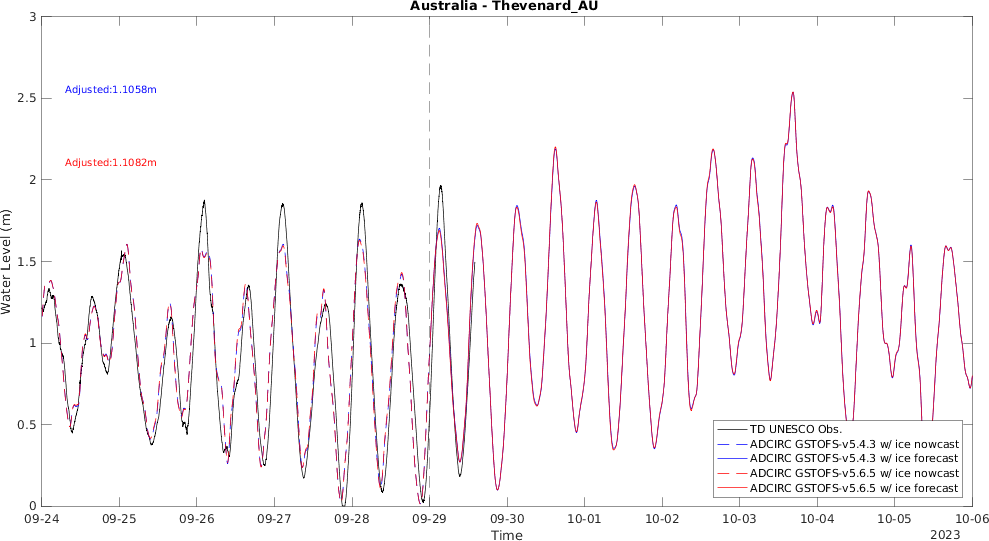 Australia - Thevenard_AU
3
2.5
2
1.5
1
0.5
0
Water Level (m)
Adjusted:1.1058m
Adjusted:1.1082m
TD UNESCO Obs.
ADCIRC GSTOFS-v5.4.3 w/ ice nowcast
ADCIRC GSTOFS-v5.4.3 w/ ice forecast
ADCIRC GSTOFS-v5.6.5 w/ ice nowcast
ADCIRC GSTOFS-v5.6.5 w/ ice forecast
09-24 09-25 09-26 09-27 09-28 09-29 09-30 10-01 10-02 10-03 10-04 10-05 10-06
Time
2023